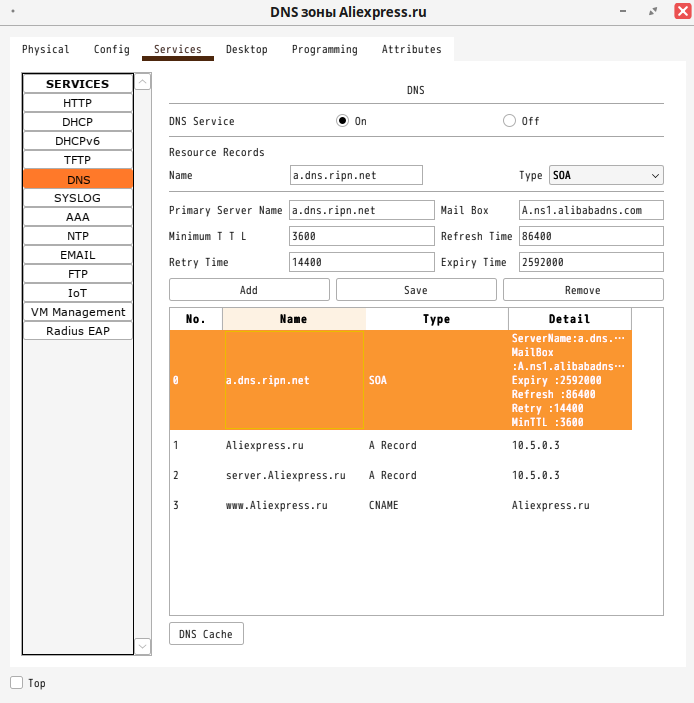 DNS зоны Aliexpress.ru
Physical Config Services Desktop Programming Attributes
SERVICES
HTTP
DHCP
DHCPv6
TFTP
DNS
SYSLOG
AAA
NTP
EMAIL
FTP
IoT
VM Management
Radius EAP
DNS
DNS Service On Off
Resource Records
Name a.dns.ripn.net Type SOA
Primary Server Name a.dns.ripn.net Mail Box A.ns1.alibabadns.com
Minimum T T L 3600 Refresh Time 86400
Retry Time 14400 Expiry Time 2592000
Add Save Remove
No. Name Type Detail
0 a.dns.ripn.net SOA
ServerName:a.dns.···
MailBox
:A.ns1.alibabadns···
Expiry :2592000
Refresh :86400
Retry :14400
MinTTL :3600
1 Aliexpress.ru A Record 10.5.0.3
2 server.Aliexpress.ru A Record 10.5.0.3
3 www.Aliexpress.ru CNAME Aliexpress.ru
DNS Cache
Top